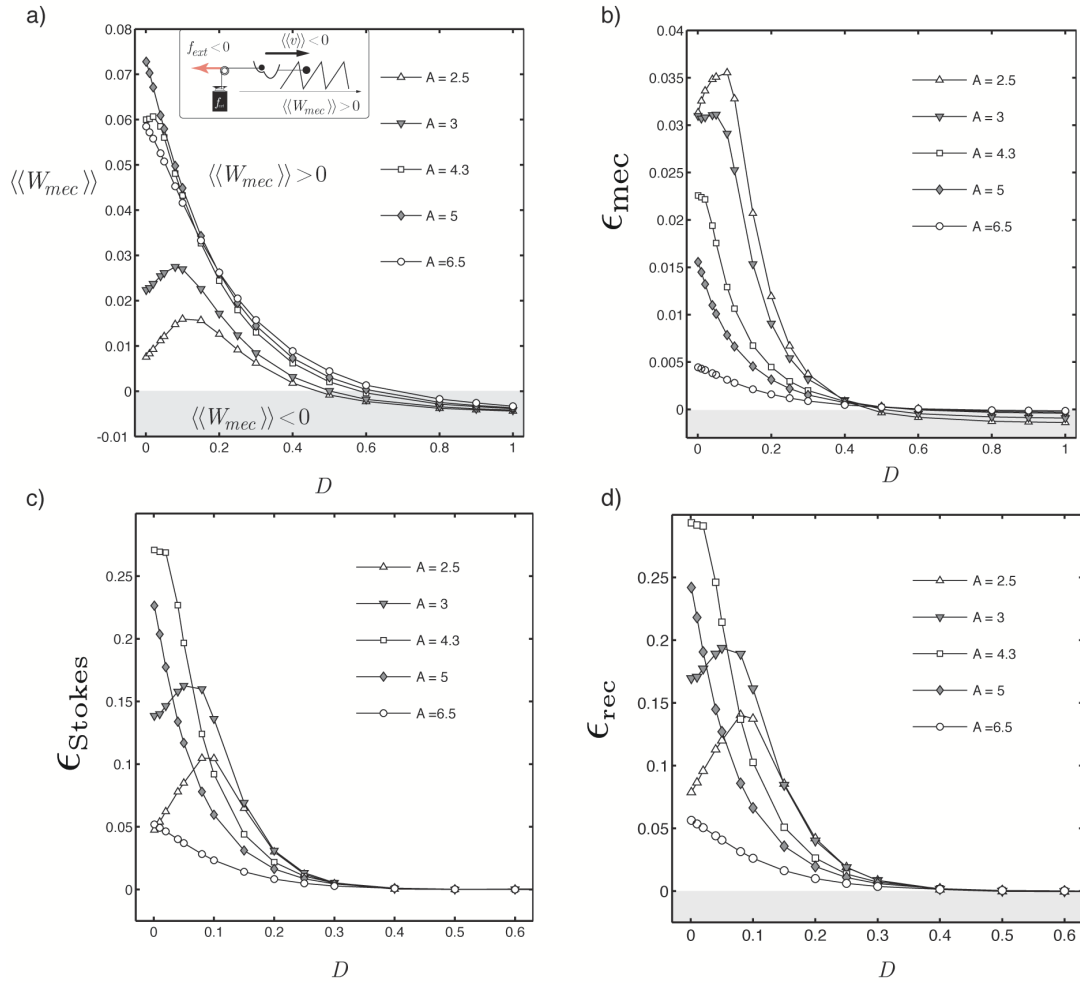 a)
0.08
0.07
0.06
0.05
0.04
0.03
0.02
0.01
0
-0.01
⟨⟨W_mec⟩⟩
f_ext<0
⟨⟨v⟩⟩<0
⟨⟨W_mec⟩⟩>0
A = 2.5
A = 3
A = 4.3
A = 5
A =6.5
⟨⟨W_mec⟩⟩>0
⟨⟨W_mec⟩⟩<0
0 0.2 0.4 0.6 0.8 1
D
b)
0.035
0.03
0.025
0.02
0.015
0.01
0.005
0
ϵ_mec
A = 2.5
A = 3
A = 4.3
A = 5
A =6.5
0 0.2 0.4 0.6 0.8 1
D
c)
0.25
0.2
0.15
0.1
0.05
0
ϵ_Stokes
A = 2.5
A = 3
A = 4.3
A = 5
A =6.5
0 0.1 0.2 0.3 0.4 0.5 0.6
D
d)
0.25
0.2
0.15
0.1
0.05
0
ϵ_rec
A = 2.5
A = 3
A = 4.3
A = 5
A =6.5
0 0.1 0.2 0.3 0.4 0.5 0.6
D